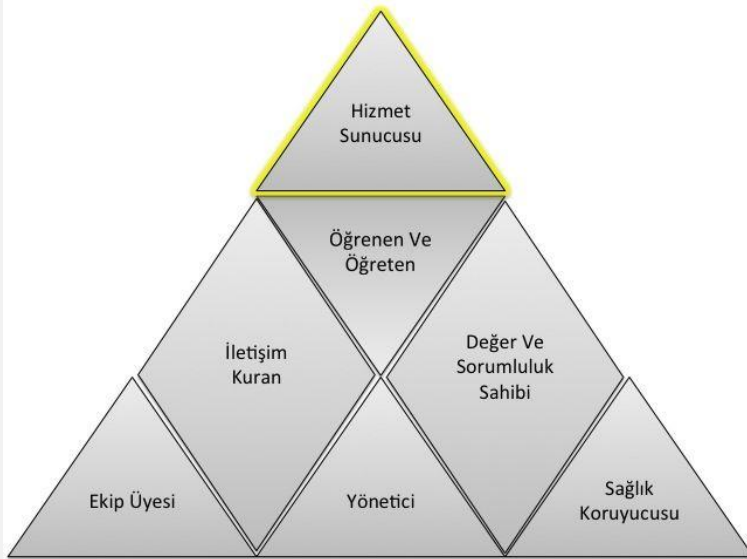 Hizmet
Sunucusu
Öğrenen Ve
Öğreten
İletişim
Kuran
Değer Ve
Sorumluluk
Sahibi
Ekip Üyesi
Yönetici
Sağlık
Koruyucusu